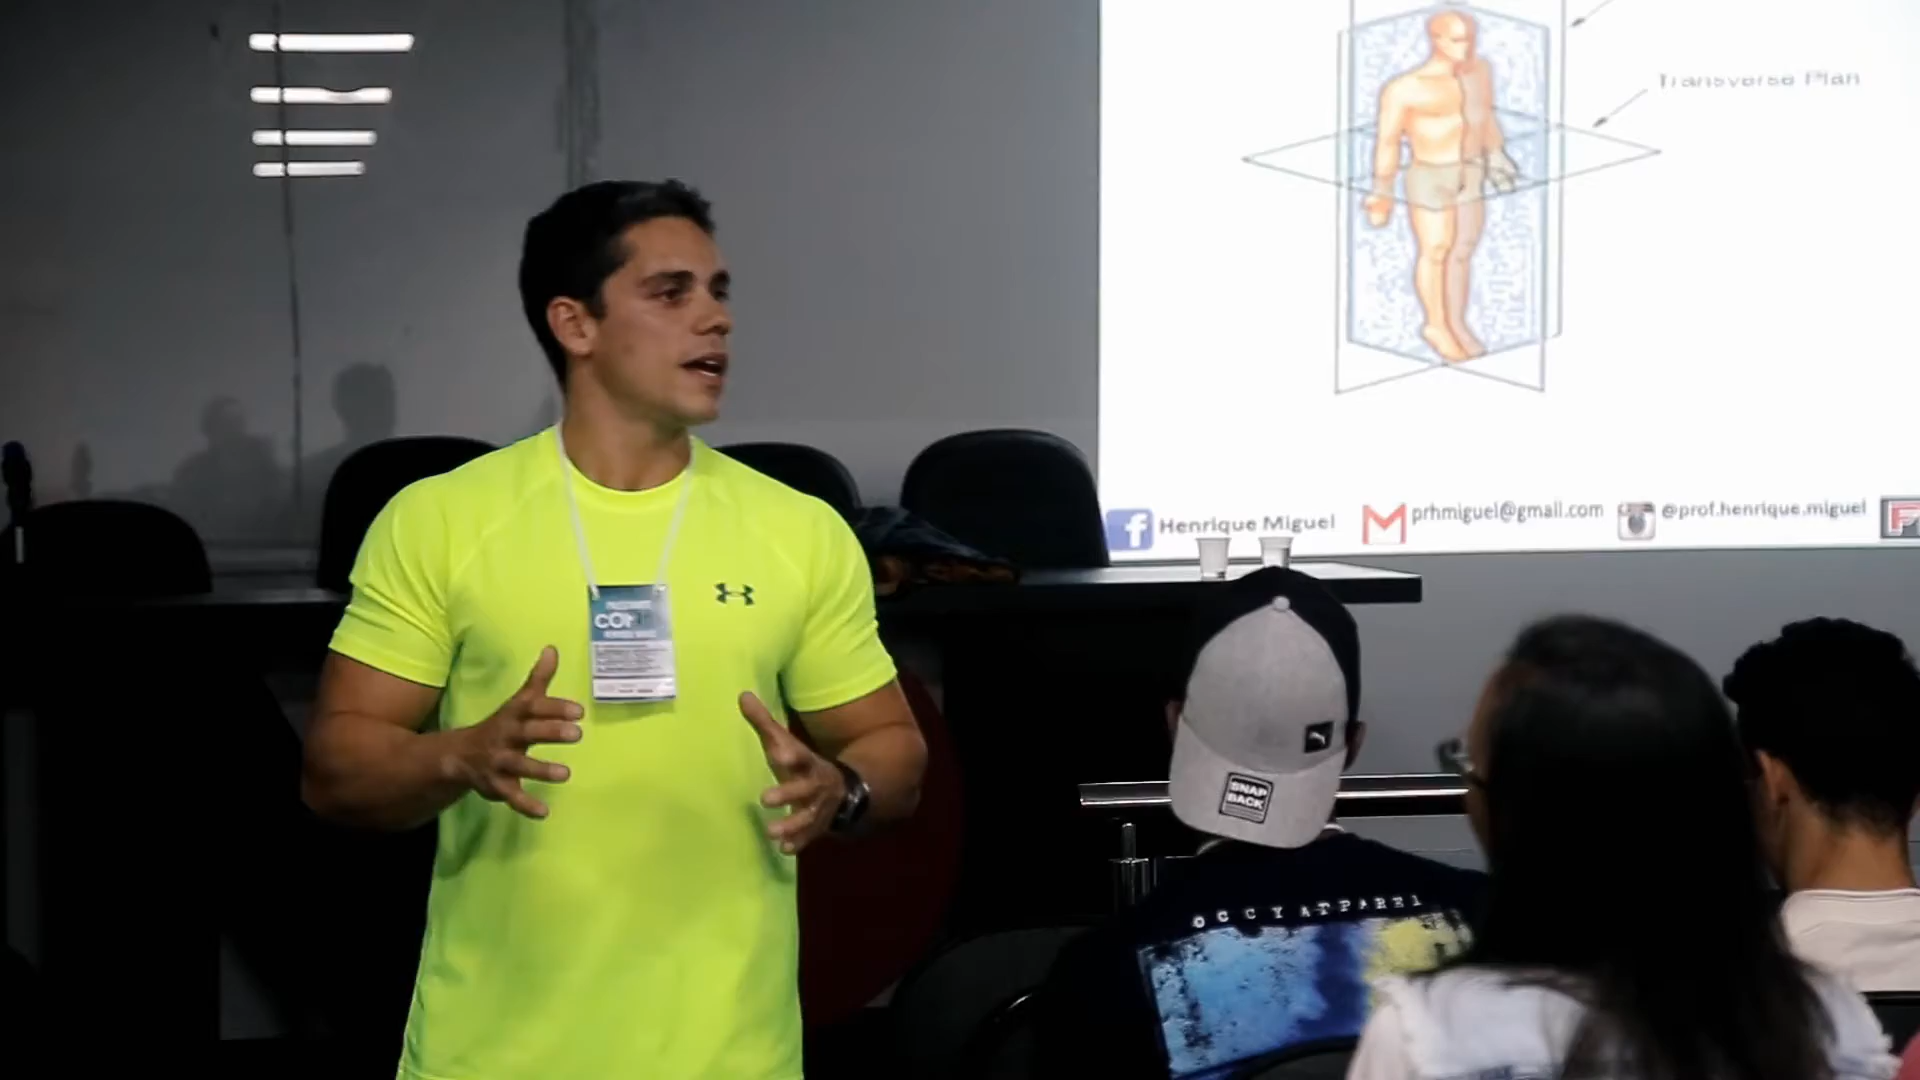 Transverse Plan
Henrique Miguel
prhmiguel@gmail.com
@prof.henrique.miguel
SNAP
BACK
OCCY APPAREL